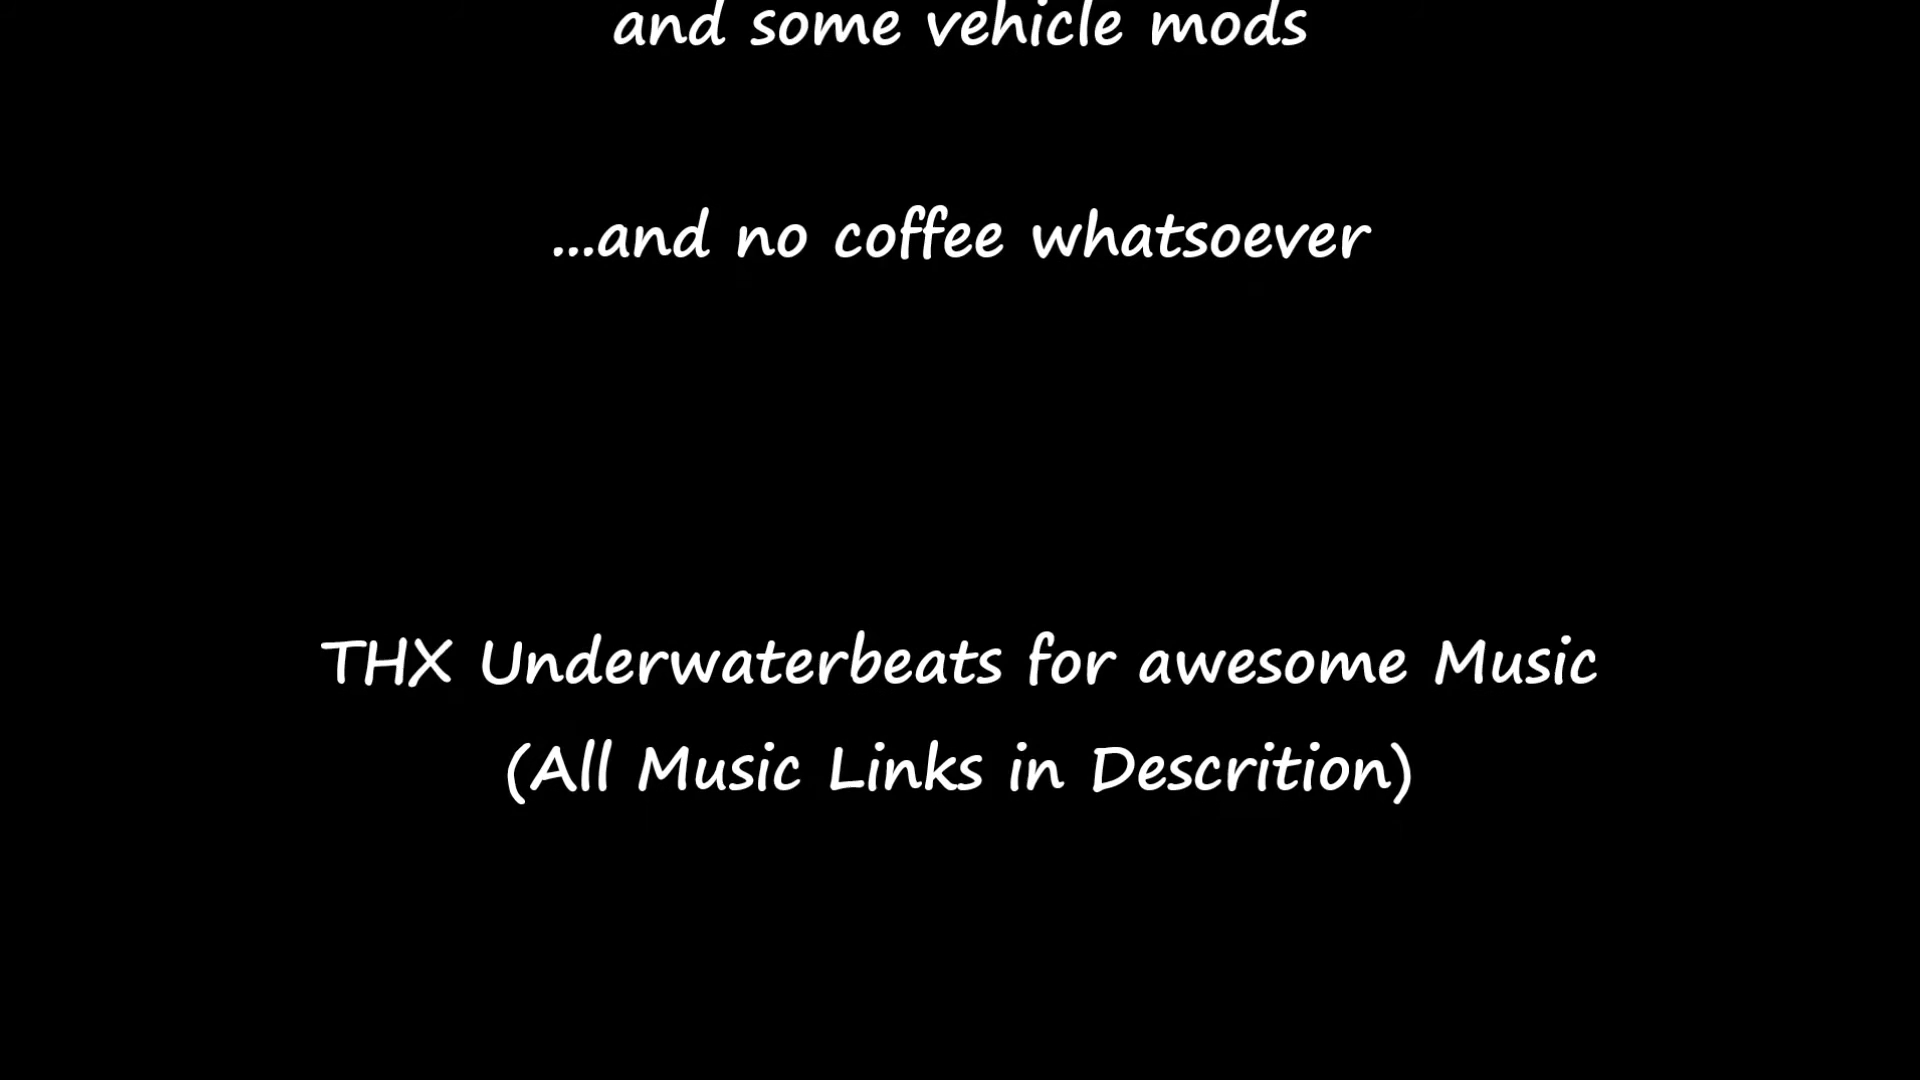 and some vehicle mods
...and no coffee whatsoever
THX Underwaterbeats for awesome Music
(All Music Links in Descrition)